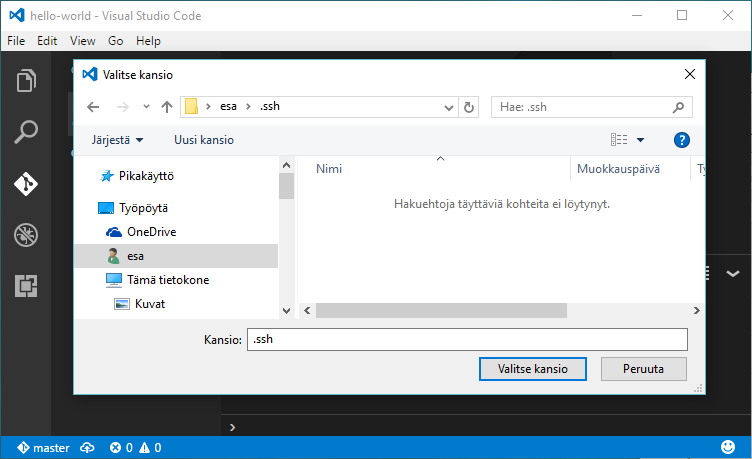 hello-world - Visual Studio Code
File Edit View Go Help
Valitse kansio
esa .ssh
Hae: .ssh
Järjestä Uusi kansio
Pikakäyttö
Työpöytä
OneDrive
esa
Tämä tietokone
Kuvat
Nimi Muokkauspäivä Ty
Hakuehtoja täyttäviä kohteita ei löytynyt.
Kansio: .ssh
Valitse kansio Peruuta
master 0 0